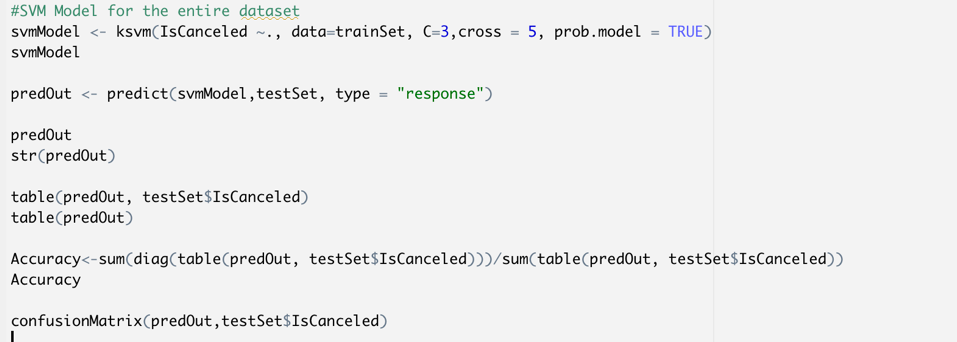 #SVM Model for the entire dataset
svmModel <- ksvm(IsCanceled ~., data=trainSet, C=3,cross = 5, prob.model = TRUE)
svmModel
predOut <- predict(svmModel,testSet, type = "response")
predOut
str(predOut)
table(predOut, testSet$IsCanceled)
table(predOut)
Accuracy<-sum(diag(table(predOut, testSet$IsCanceled)))/sum(table(predOut, testSet$IsCanceled))
Accuracy
confusionMatrix(predOut,testSet$IsCanceled)